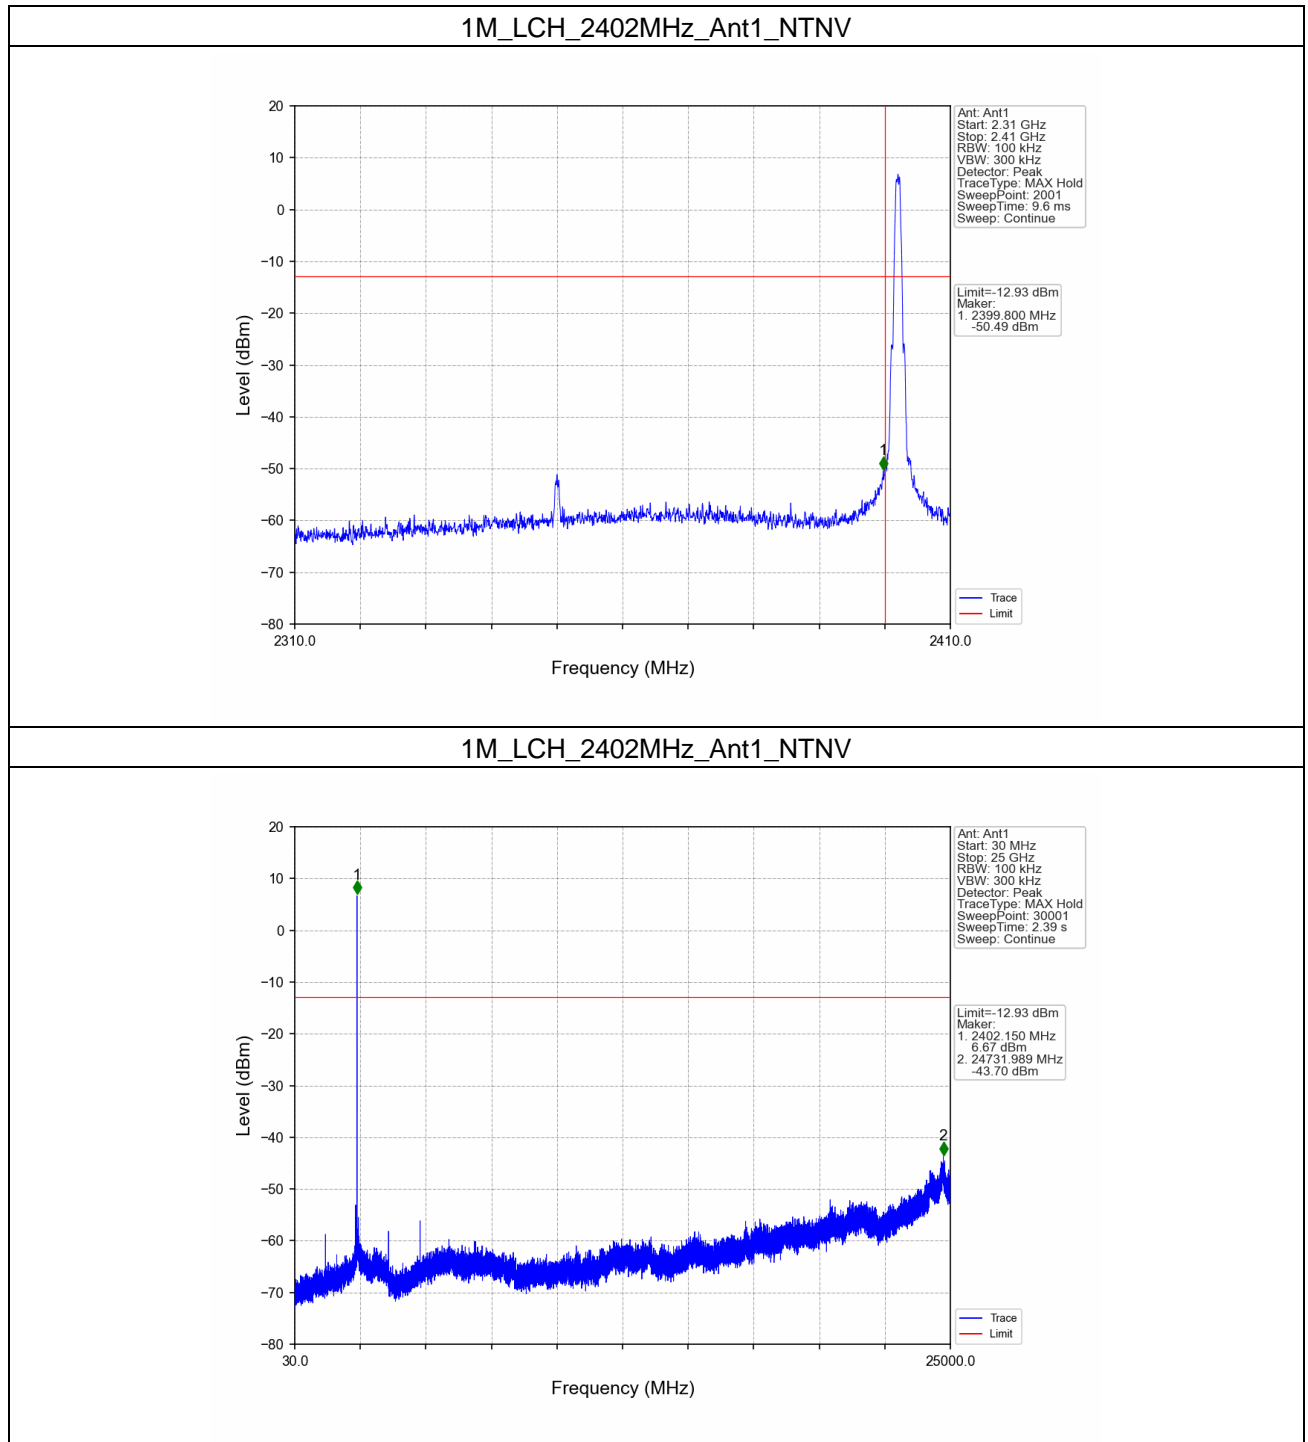 1M_LCH_2402MHz_Ant1_NTNV
20
10
0
−10
−20
−30
−40
−50
−60
−70
−80
Level (dBm)
1
2310.0
2410.0
Frequency (MHz)
Ant: Ant1
Start: 2.31 GHz
Stop: 2.41 GHz
RBW: 100 kHz
VBW: 300 kHz
Detector: Peak
TraceType: MAX Hold
SweepPoint: 2001
SweepTime: 9.6 ms
Sweep: Continue
Limit=-12.93 dBm
Maker:
1. 2399.800 MHz
-50.49 dBm
Trace
Limit
1M_LCH_2402MHz_Ant1_NTNV
20
10
0
−10
−20
−30
−40
−50
−60
−70
−80
Level (dBm)
1
2
30.0
25000.0
Frequency (MHz)
Ant: Ant1
Start: 30 MHz
Stop: 25 GHz
RBW: 100 kHz
VBW: 300 kHz
Detector: Peak
TraceType: MAX Hold
SweepPoint: 30001
SweepTime: 2.39 s
Sweep: Continue
Limit=-12.93 dBm
Maker:
1. 2402.150 MHz
6.67 dBm
2. 24731.989 MHz
-43.70 dBm
Trace
Limit